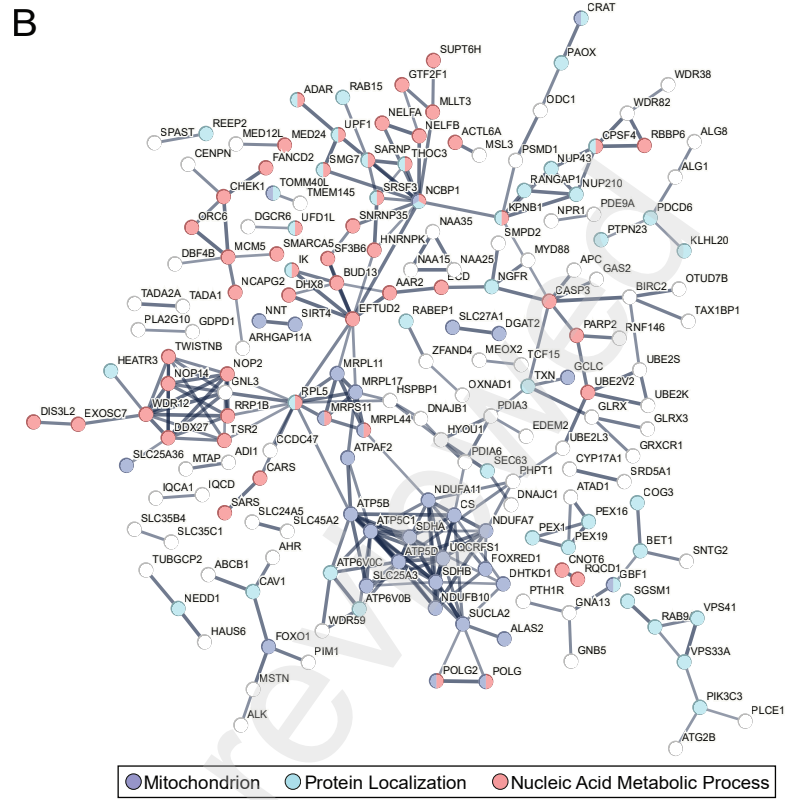 B
CRAT
PAOX
SUPT6H
GTF2F1
WDR38
ADAR RAB15
MLLT3
ODC1
WDR82
REEP2
UPF1
NELFA
NELFB
ACTL6A
CPSF4
RBBP6
ALG8
SPAST
MED12L
MED24
SARNP
THOC3
MSL3
PSMD1
NUP43
CENPN
FANCD2
SMG7
ALG1
CHEK1
TOMM40L
TMEM145
SRSF3
NCBP1
RANGAP1
NUP210
ORC6
DGCR6
UFD1L
SNRNP35
NAA35
KPNB1
NPR1
PDE9A
PDCD6
DBF4B
MCM5
SMARCA5
SF3B6
HNRNPK
SMPD2
PTPN23
KLHL20
IK
NAA15
NAA25
MYD88
APC
NCAPG2
DHX8
BUD13
AAR2
ECD
NGFR
GAS2
TADA2A
TADA1
CASP3
BIRC2
OTUD7B
NNT
SIRT4
EFTUD2
RABEP1
SLC27A1
PLA2G10
GDPD1
ARHGAP11A
DGAT2
PARP2
RNF146
TAX1BP1
TWISTNB
ZFAND4
MEOX2
TCF15
HEATR3
NOP14
NOP2
MRPL11
TXN
GCLC
UBE2S
GNL3
MRPL17
HSPBP1
OXNAD1
UBE2V2
UBE2K
DIS3L2
EXOSC7
WDR12
RRP1B
RPL5
MRPS11
DNAJB1
PDIA3
GLRX
GLRX3
DDX27
TSR2
MRPL44
HYOU1
EDEM2
SLC25A36
CCDC47
ATPAF2
UBE2L3
GRXCR1
MTAP
ADI1
PDIA6
SEC63
CYP17A1
CARS
PHPT1
SRD5A1
IQCA1
IQCD
NDUFA11
DNAJC1
ATAD1
COG3
SARS
ATP5B
CS
SLC35B4
SLC24A5
ATP5C1
SDHA
NDUFA7
PEX1
PEX16
SLC35C1
SLC45A2
PEX19
BET1
AHR
ATP5D
UQCRFS1
TUBGCP2
ABCB1
ATP6V0C
FOXRED1
CNOT6
SNTG2
CAV1
SLC25A3
SDHB
DHTKD1
RQCD1
GBF1
NEDD1
ATP6V0B
NDUFB10
PTH1R
SGSM1
WDR59
SUCLA2
GNA13
RAB9
VPS41
HAUS6
FOXO1
ALAS2
PIM1
GNB5
VPS33A
MSTN
POLG2
POLG
PIK3C3
ALK
PLCE1
ATG2B
Mitochondrion Protein Localization Nucleic Acid Metabolic Process